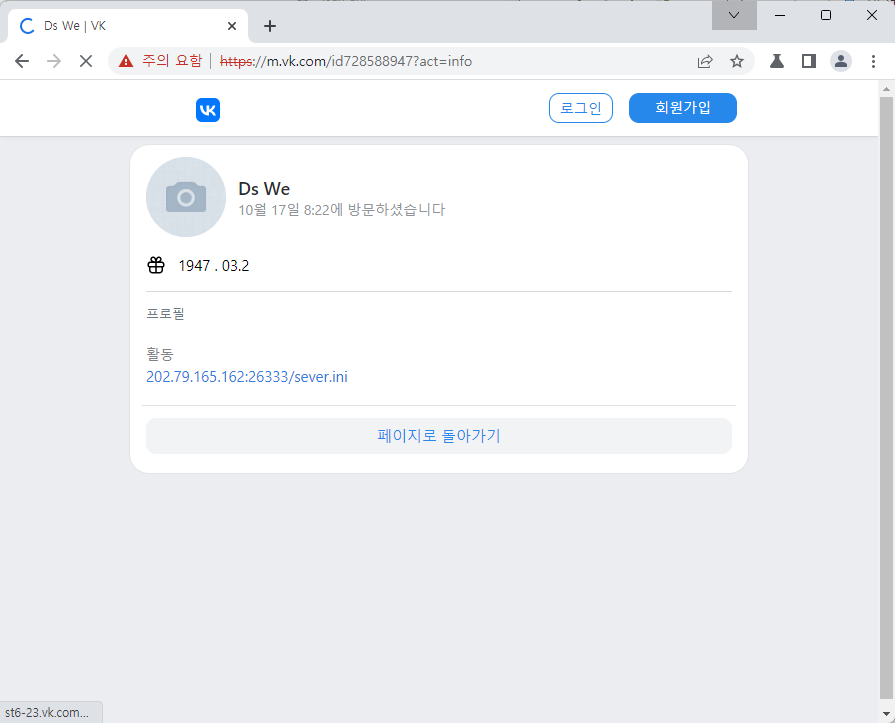 Ds We | VK
주의 요함 | https://m.vk.com/id728588947?act=info
VK
로그인
회원가입
Ds We
10월 17일 8:22에 방문하셨습니다
1947 . 03.2
프로필
활동
202.79.165.162:26333/sever.ini
페이지로 돌아가기
st6-23.vk.com...